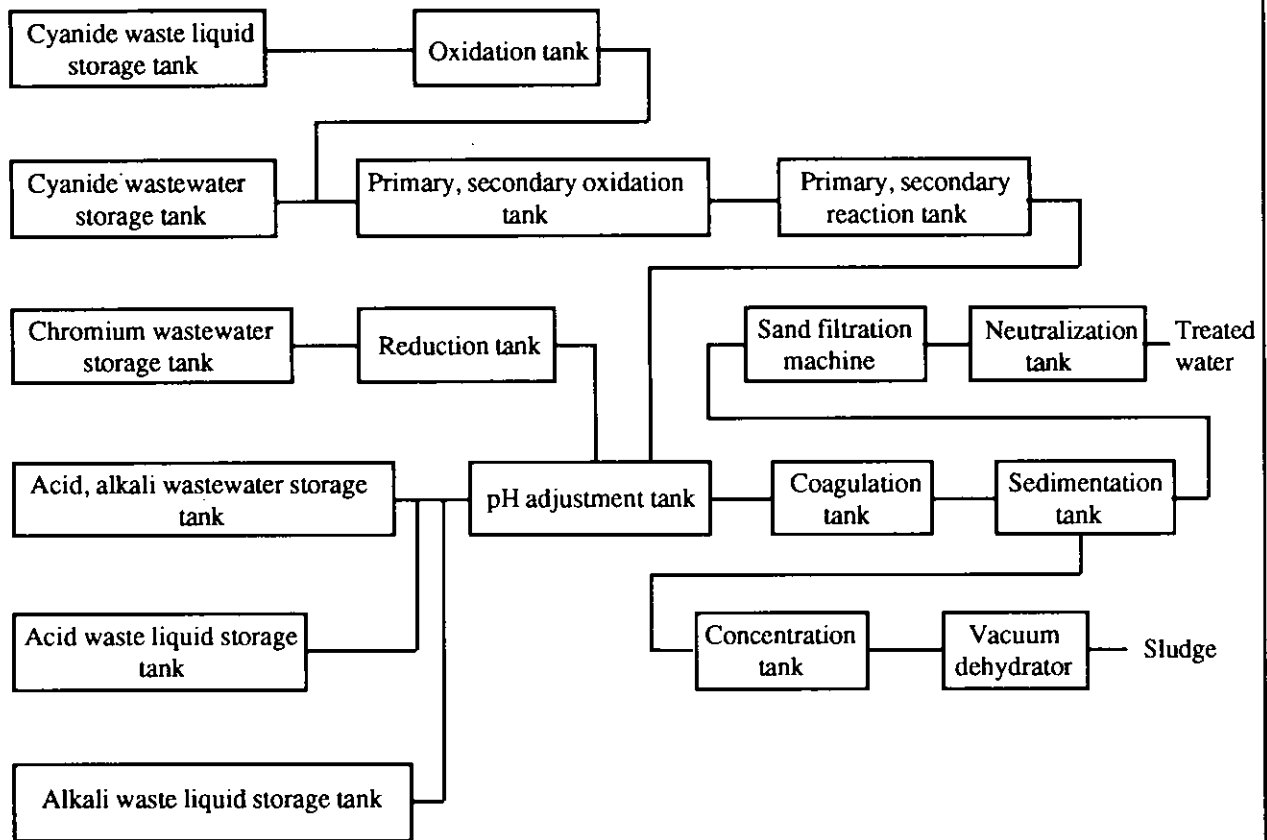 Cyanide waste liquid
storage tank
Oxidation tank
Cyanide wastewater
storage tank
Primary, secondary oxidation
tank
Primary, secondary
reaction tank
Chromium wastewater
storage tank
Reduction tank
Sand filtration
machine
Neutralization
tank
Treated
water
Acid, alkali wastewater storage
tank
pH adjustment tank
Coagulation
tank
Sedimentation
tank
Acid waste liquid storage
tank
Concentration
tank
Vacuum
dehydrator
Sludge
Alkali waste liquid storage tank